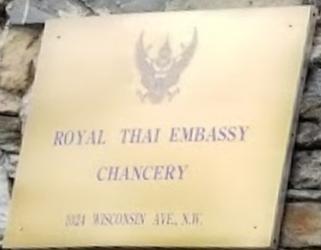 ROYAL THAI EMBASSY
CHANCERY
1024 WISCONSIN AVE., N.W.